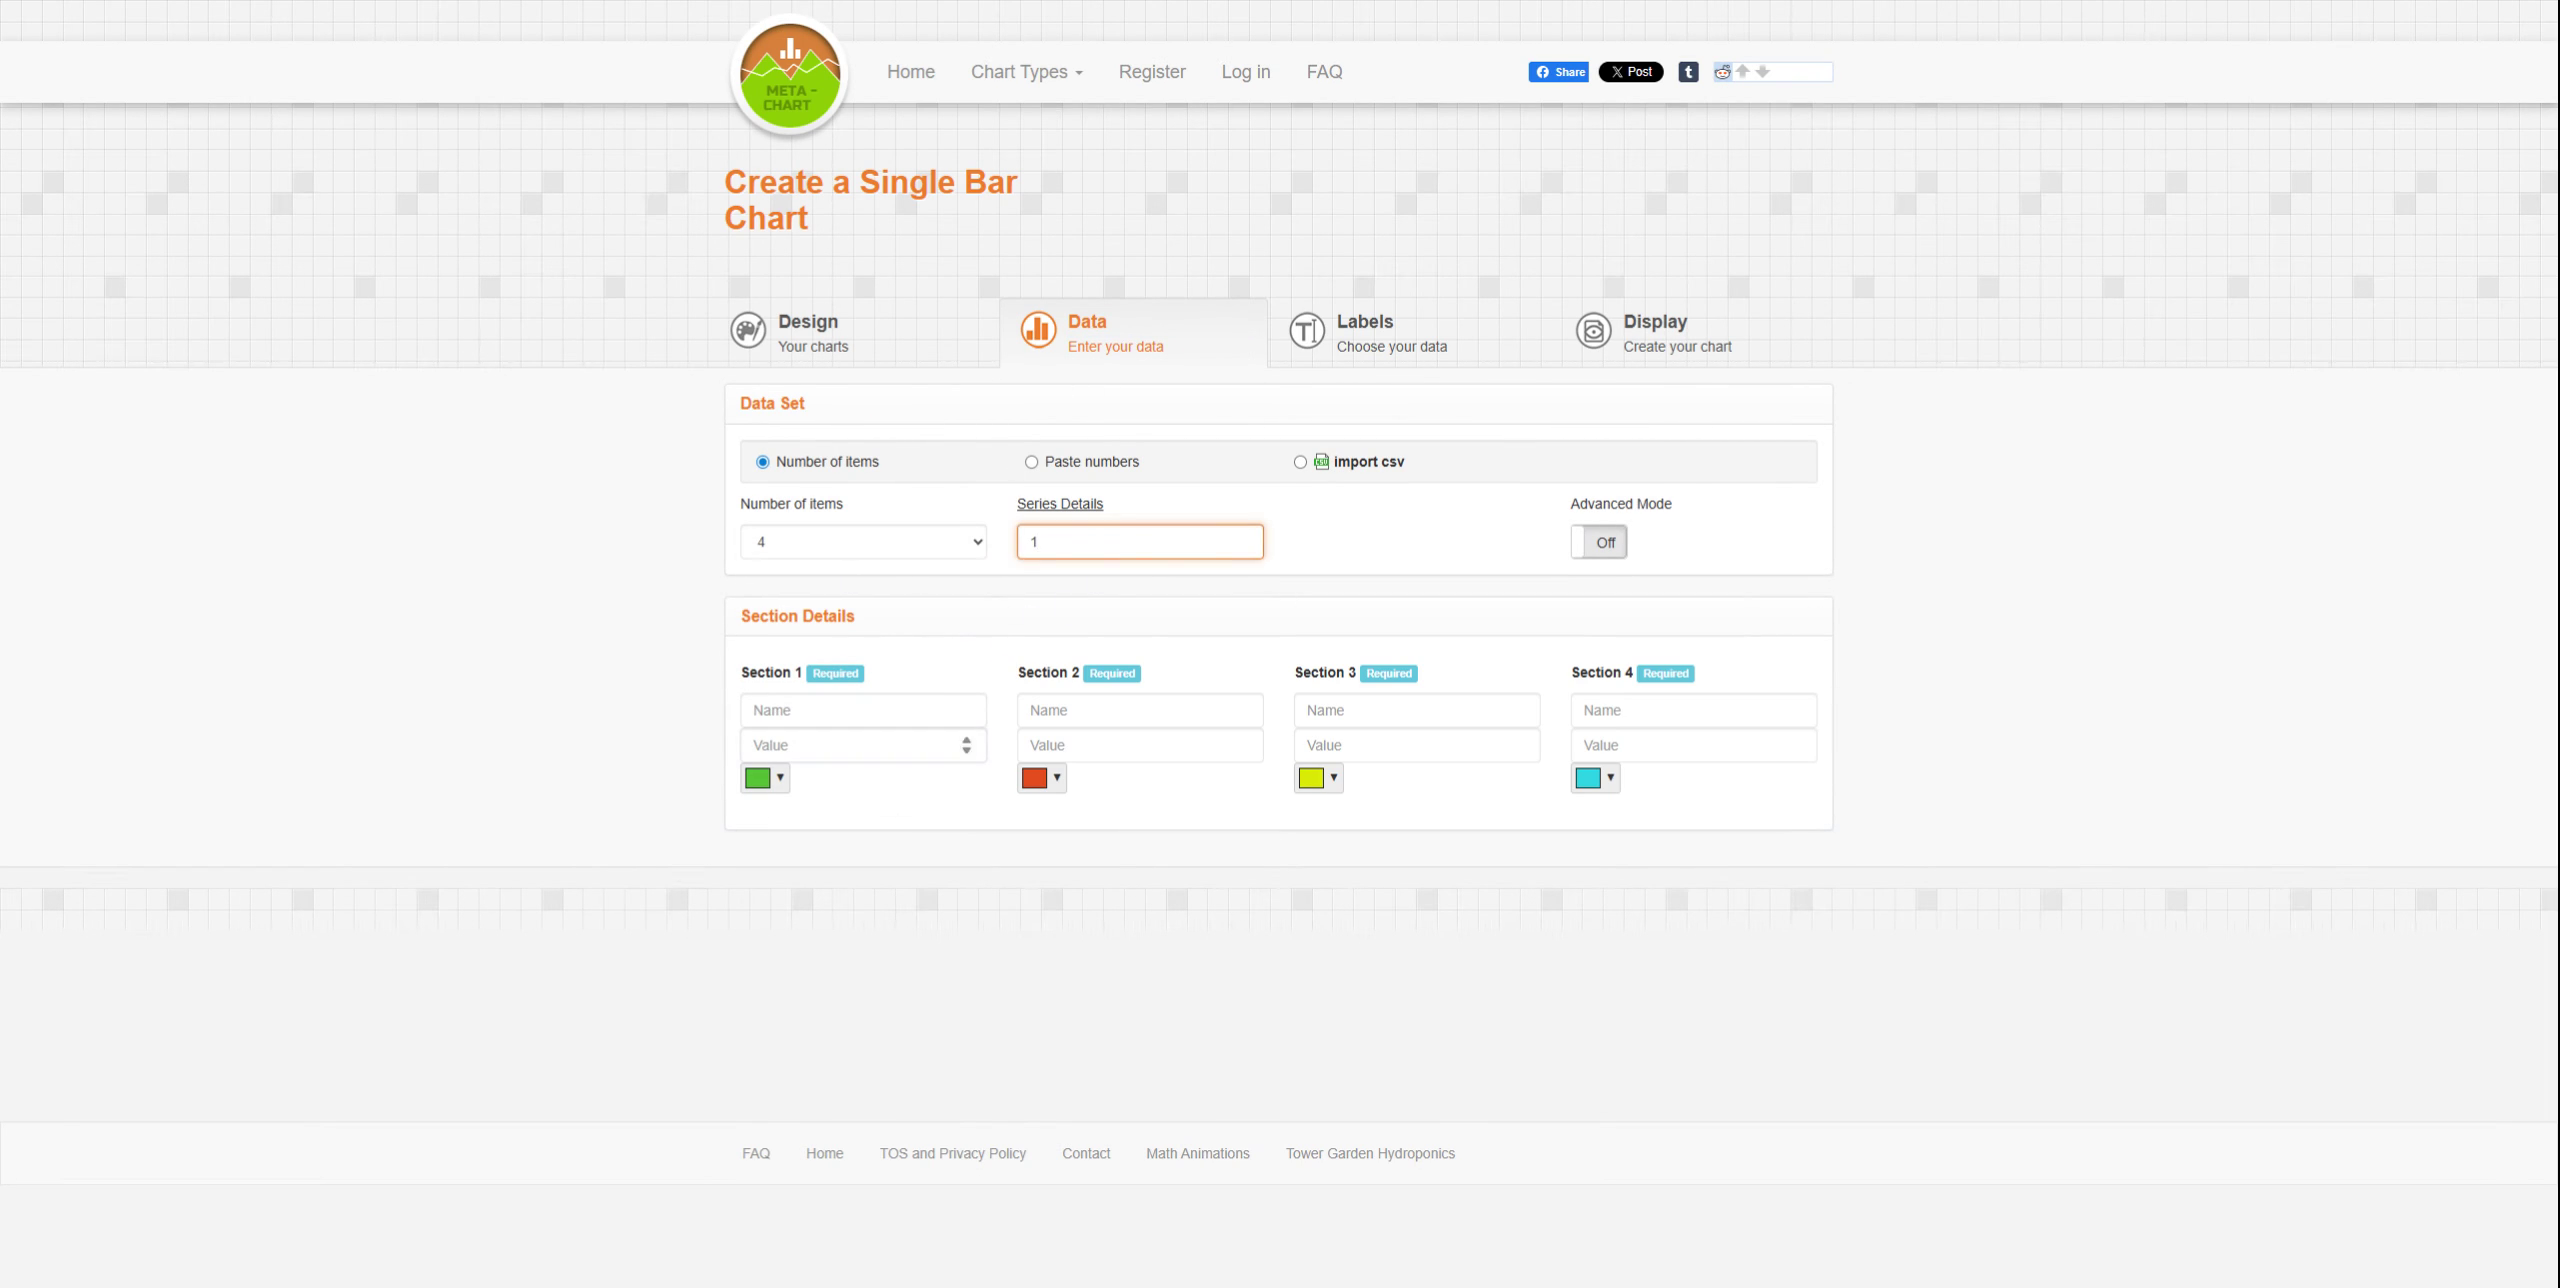 META -
CHART
Home Chart Types Register Log in FAQ
Share X Post t
Create a Single Bar
Chart
Design
Your charts
Data
Enter your data
Labels
Choose your data
Display
Create your chart
Data Set
Number of items Paste numbers CSV import csv
Number of items Series Details Advanced Mode
4 1 Off
Section Details
Section 1 Required Section 2 Required Section 3 Required Section 4 Required
Name Name Name Name
Value Value Value Value
FAQ Home TOS and Privacy Policy Contact Math Animations Tower Garden Hydroponics